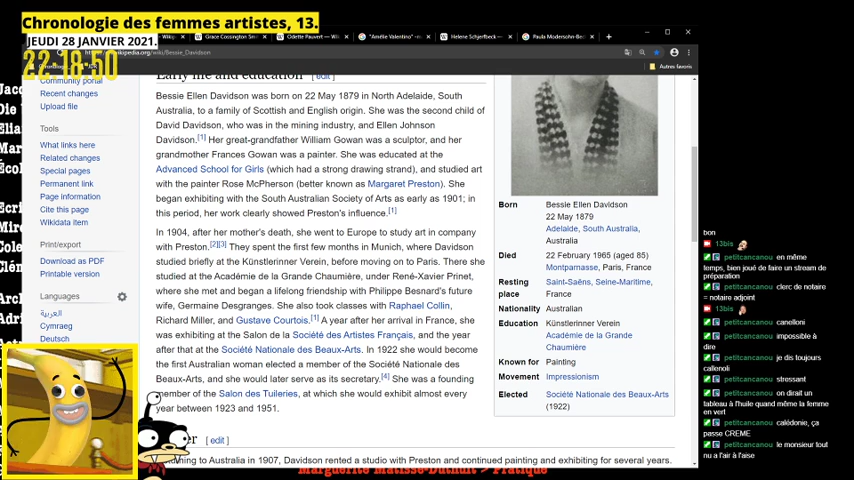 Chronologie des femmes artistes, 13.
JEUDI 28 JANVIER 2021.
22:18:50
Grace Cossington Sm
Odette Pauvert — Wi
"Amélie Valentino" –
Helene Schjerfbeck —
Paula Modersohn-Bec
pedia.org/wiki/Bessie_Davidson
Autres favoris
Early life and education [ edit ]
Community portal
Recent changes
Upload file
Tools
What links here
Related changes
Special pages
Permanent link
Page information
Cite this page
Wikidata item
Print/export
Download as PDF
Printable version
Languages
العربية
Cymraeg
Deutsch
Bessie Ellen Davidson was born on 22 May 1879 in North Adelaide, South
Australia, to a family of Scottish and English origin. She was the second child of
David Davidson, who was in the mining industry, and Ellen Johnson
Davidson.[1] Her great-grandfather William Gowan was a sculptor, and her
grandmother Frances Gowan was a painter. She was educated at the
Advanced School for Girls (which had a strong drawing strand), and studied art
with the painter Rose McPherson (better known as Margaret Preston). She
began exhibiting with the South Australian Society of Arts as early as 1901; in
this period, her work clearly showed Preston's influence.[1]
In 1904, after her mother's death, she went to Europe to study art in company
with Preston.[2][3] They spent the first few months in Munich, where Davidson
studied briefly at the Künstlerinner Verein, before moving on to Paris. There she
studied at the Académie de la Grande Chaumière, under René-Xavier Prinet,
where she met and began a lifelong friendship with Philippe Besnard's future
wife, Germaine Desgranges. She also took classes with Raphael Collin,
Richard Miller, and Gustave Courtois.[1] A year after her arrival in France, she
was exhibiting at the Salon de la Société des Artistes Français, and the year
after that at the Société Nationale des Beaux-Arts. In 1922 she would become
the first Australian woman elected a member of the Société Nationale des
Beaux-Arts, and she would later serve as its secretary.[4] She was a founding
member of the Salon des Tuileries, at which she would exhibit almost every
year between 1923 and 1951.
[ edit ]
to Australia in 1907, Davidson rented a studio with Preston and continued painting and exhibiting for several years.
Born Bessie Ellen Davidson
22 May 1879
Adelaide, South Australia,
Australia
Died 22 February 1965 (aged 85)
Montparnasse, Paris, France
Resting place Saint-Saëns, Seine-Maritime,
France
Nationality Australian
Education Künstlerinner Verein
Académie de la Grande
Chaumière
Known for Painting
Movement Impressionism
Elected Société Nationale des Beaux-Arts
(1922)
bon
13bis
petitcancanou en même
temps, bien joué de faire un stream de
préparation
petitcancanou clerc de notaire
= notaire adjoint
13bis
petitcancanou canelloni
petitcancanou impossible à
dire
petitcancanou je dis toujours
callenoli
petitcancanou stressant
petitcancanou on dirait un
tableau à l'huile quand même la femme
en vert
petitcancanou calédonie, ça
passe CREME
petitcancanou le monsieur tout
nu a l'air à l'aise
Marguerite Matisse-Duthuit > Pratique